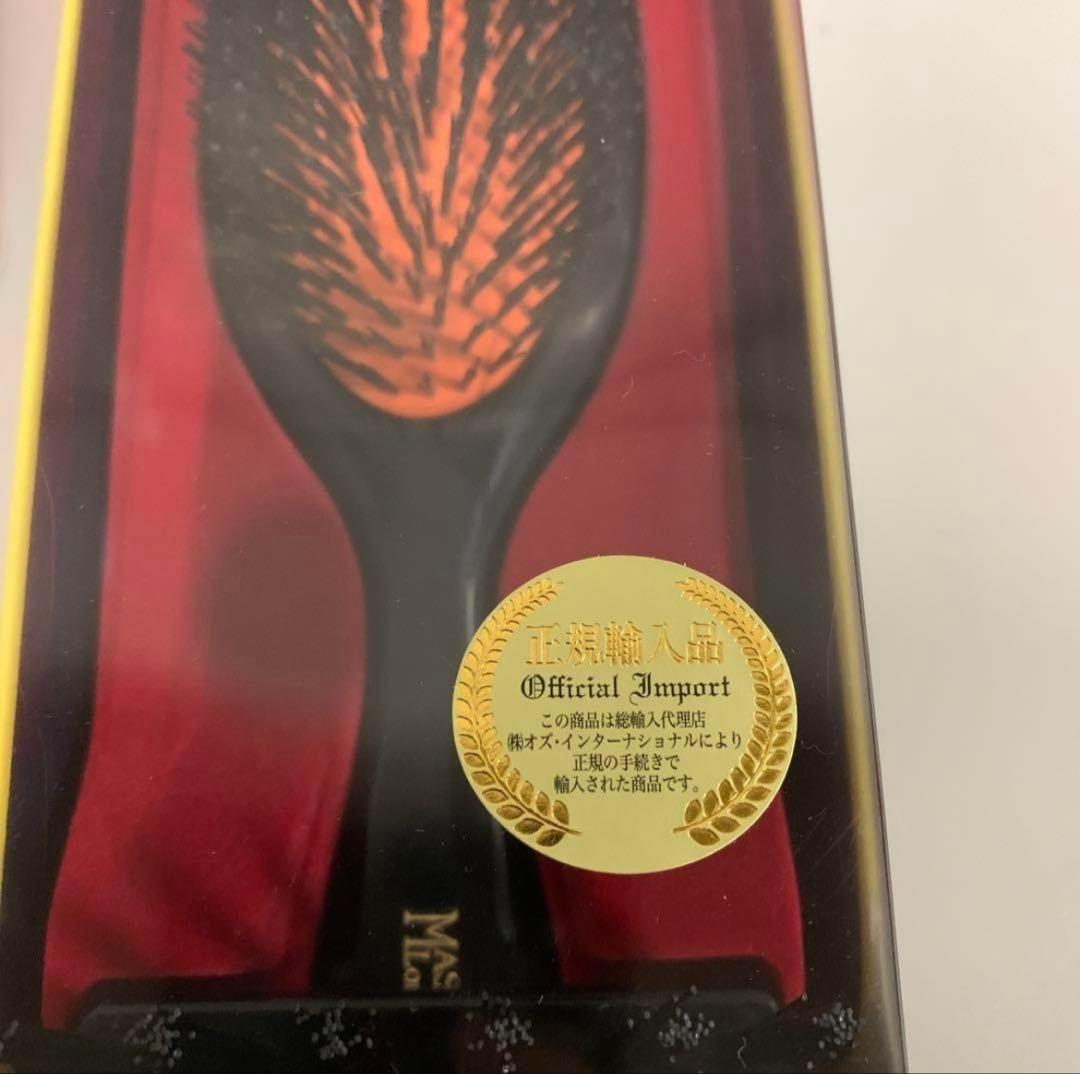 正規輸入品
Official Import
この商品は総輸入代理店
㈱オズ・インターナショナルにより
正規の手続きで
輸入された商品です。
MAS